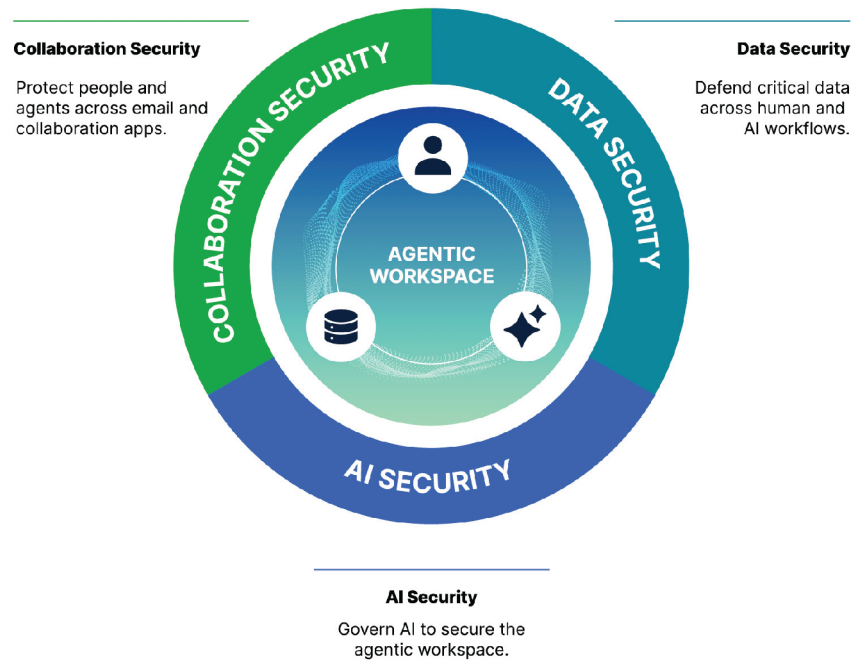 Collaboration Security
Protect people and
agents across email and
collaboration apps.
Data Security
Defend critical data
across human and
AI workflows.
COLLABORATION SECURITY
DATA SECURITY
AGENTIC
WORKSPACE
AI SECURITY
AI Security
Govern AI to secure the
agentic workspace.